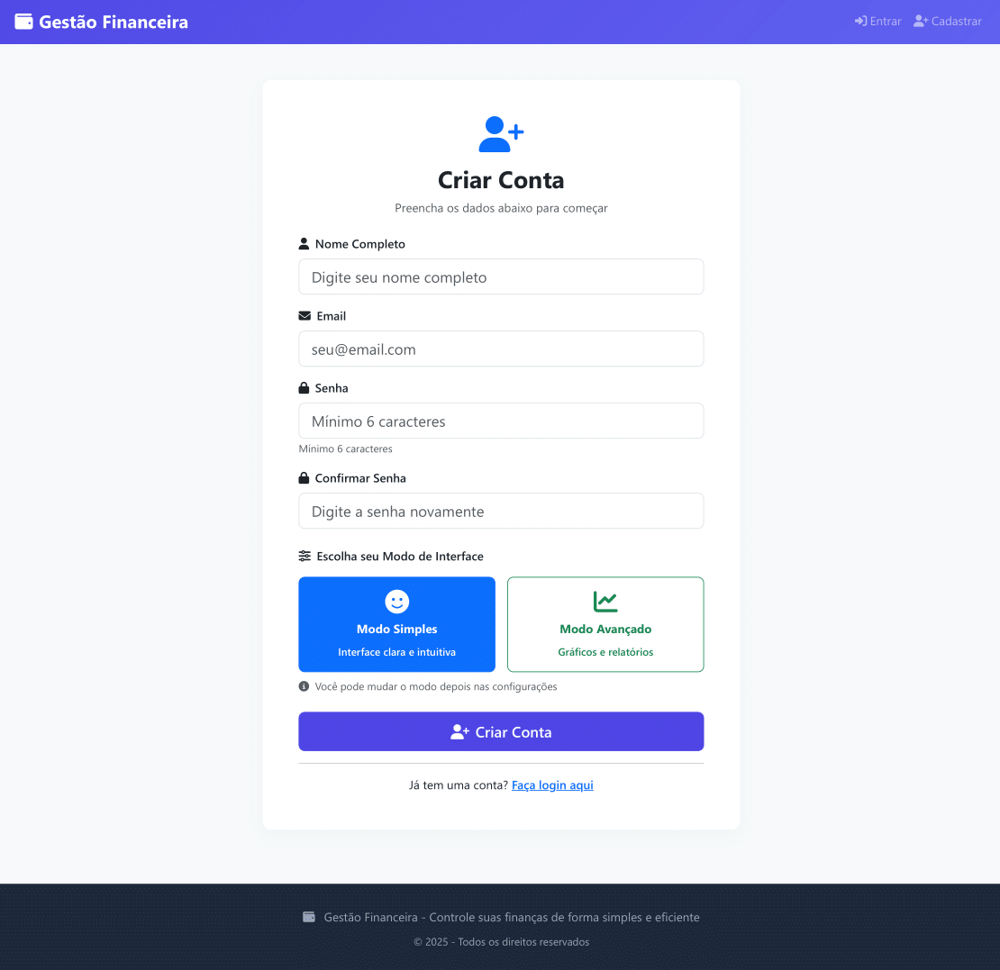 Gestão Financeira
Entrar Cadastrar
Criar Conta
Preencha os dados abaixo para começar
Nome Completo
Digite seu nome completo
Email
seu@email.com
Senha
Mínimo 6 caracteres
Mínimo 6 caracteres
Confirmar Senha
Digite a senha novamente
Escolha seu Modo de Interface
Modo Simples
Interface clara e intuitiva
Modo Avançado
Gráficos e relatórios
Você pode mudar o modo depois nas configurações
Criar Conta
Já tem uma conta? Faça login aqui
Gestão Financeira - Controle suas finanças de forma simples e eficiente
© 2025 - Todos os direitos reservados